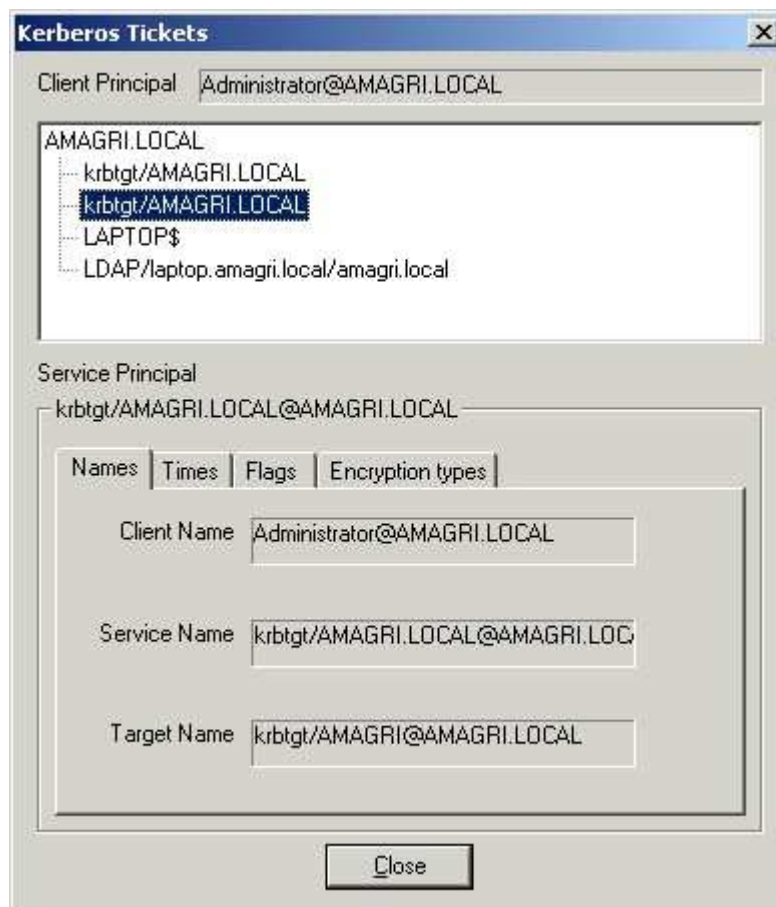 Kerberos Tickets
Client Principal Administrator@AMAGRI.LOCAL
AMAGRI.LOCAL
krbtgt/AMAGRI.LOCAL
krbtgt/AMAGRI.LOCAL
LAPTOP$
LDAP/laptop.amagri.local/amagri.local
Service Principal
krbtgt/AMAGRI.LOCAL@AMAGRI.LOCAL
Names Times Flags Encryption types
Client Name Administrator@AMAGRI.LOCAL
Service Name krbtgt/AMAGRI.LOCAL@AMAGRI.LOC
Target Name krbtgt/AMAGRI@AMAGRI.LOCAL
Close